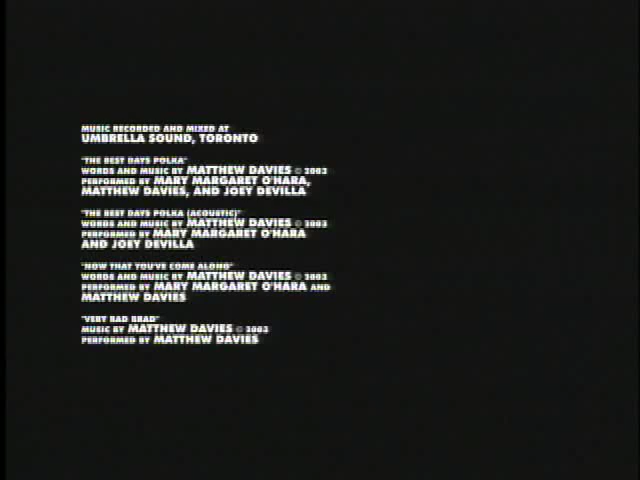 MUSIC RECORDED AND MIXED AT
UMBRELLA SOUND, TORONTO
"THE BEST DAYS POLKA"
WORDS AND MUSIC BY MATTHEW DAVIES © 2003
PERFORMED BY MARY MARGARET O'HARA,
MATTHEW DAVIES, AND JOEY DEVILLA
"THE BEST DAYS POLKA (ACOUSTIC)"
WORDS AND MUSIC BY MATTHEW DAVIES © 2003
PERFORMED BY MARY MARGARET O'HARA
AND JOEY DEVILLA
"NOW THAT YOU'VE COME ALONG"
WORDS AND MUSIC BY MATTHEW DAVIES © 2003
PERFORMED BY MARY MARGARET O'HARA AND
MATTHEW DAVIES
"VERY BAD BRAD"
MUSIC BY MATTHEW DAVIES © 2003
PERFORMED BY MATTHEW DAVIES